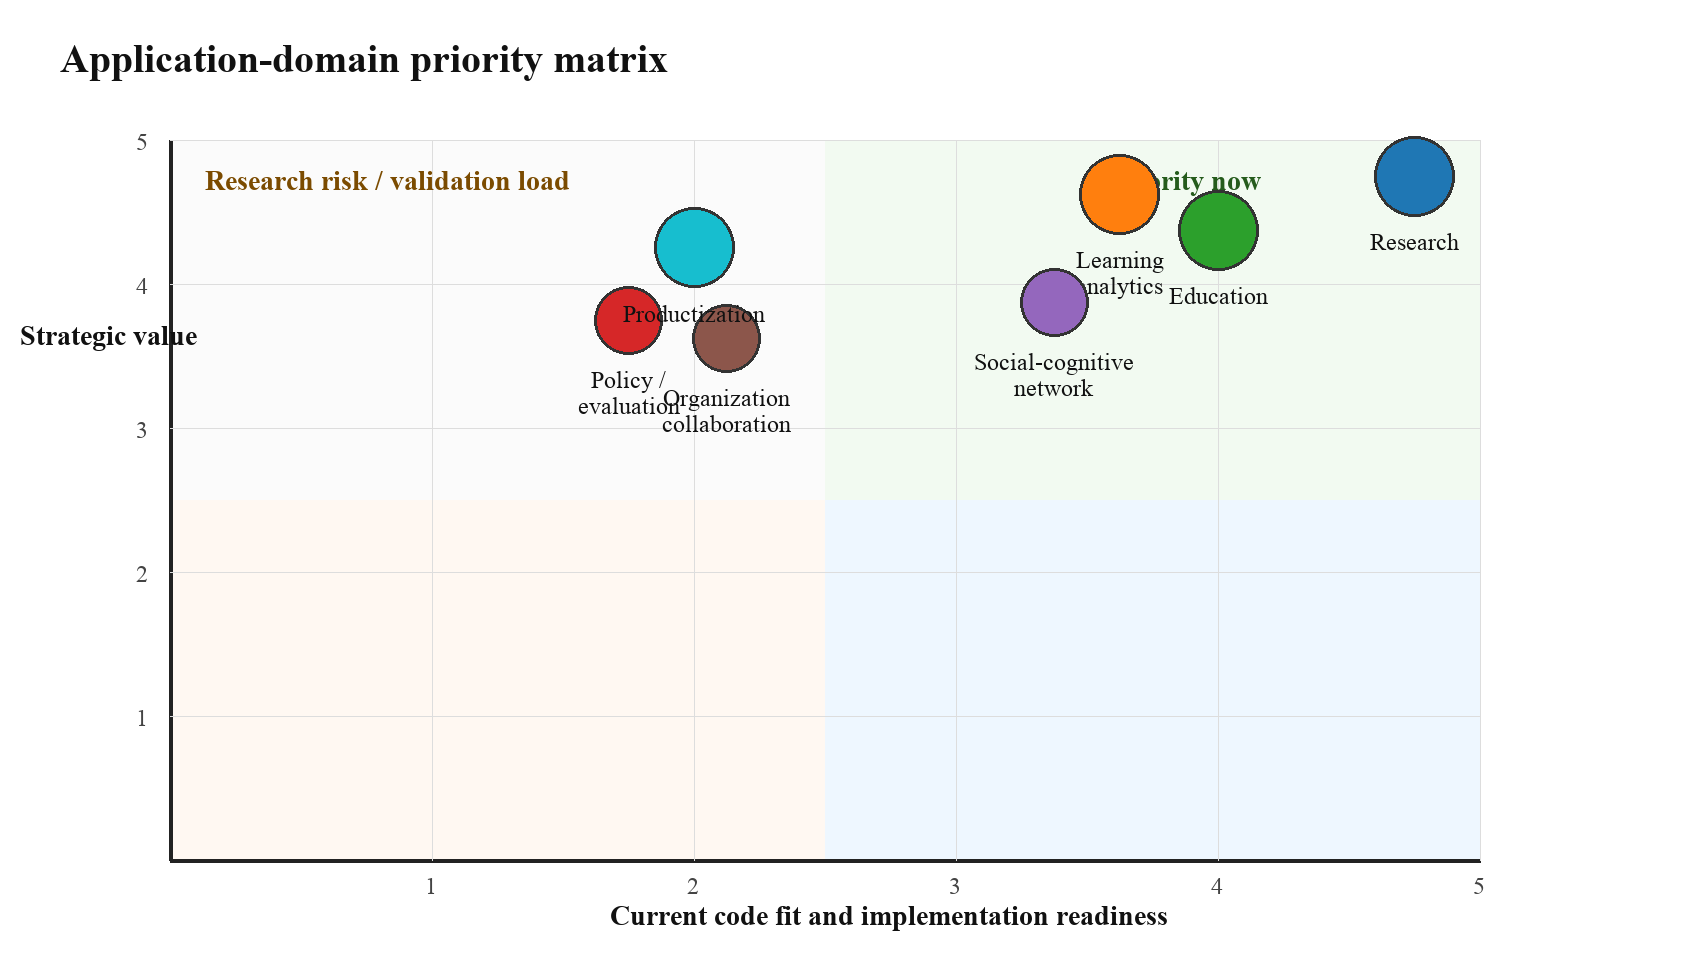 Application-domain priority matrix
5
Research risk / validation load
now
Research
Learning
Education
4
Productization
Strategic value
Social-cognitive
network
Policy /
evaluation
Organization
collaboration
3
2
1
1
2
3
4
5
Current code fit and implementation readiness